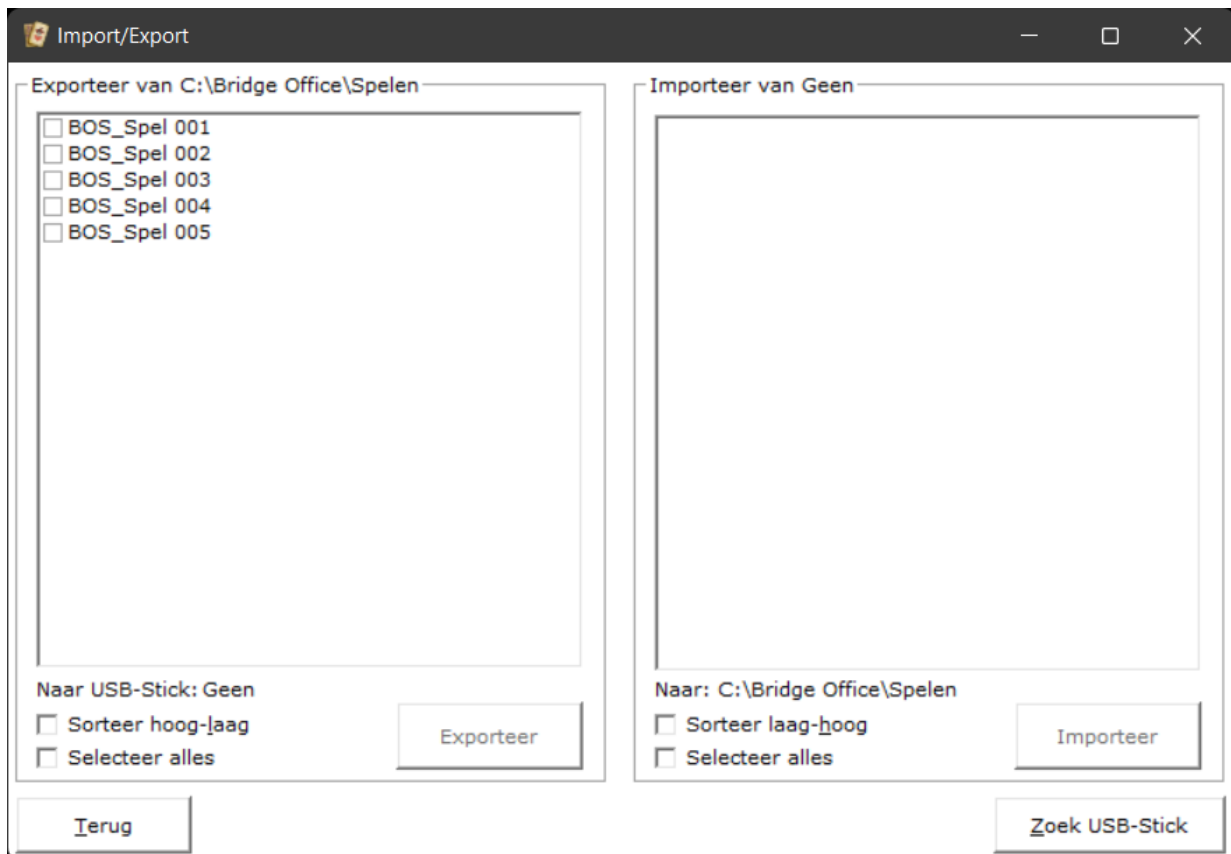 Import/Export
Exporteer van C:\Bridge Office\Spelen
BOS_Spel 001
BOS_Spel 002
BOS_Spel 003
BOS_Spel 004
BOS_Spel 005
Naar USB-Stick: Geen
Sorteer hoog-laag
Selecteer alles
Exporteer
Importeer van Geen
Naar: C:\Bridge Office\Spelen
Sorteer laag-hoog
Selecteer alles
Importeer
Terug
Zoek USB-Stick